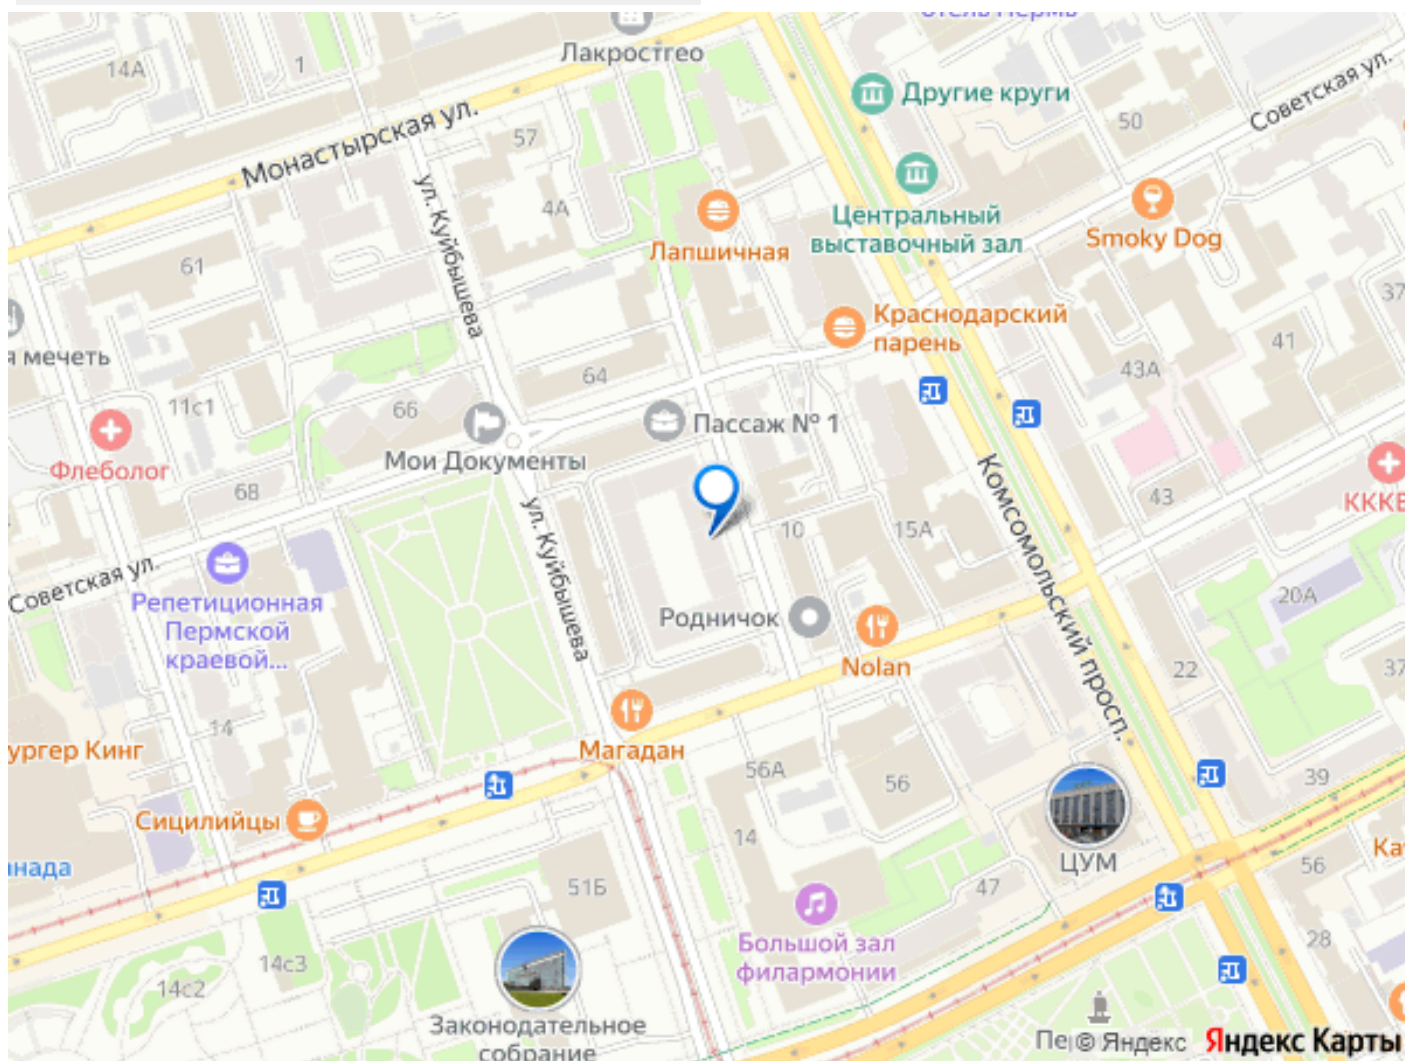 Лакростгео
14А
1
Монастырская ул.
57
Другие круги
50
Советская ул.
4А
ул. Куйбышева
Лапшичная
Центральный
выставочный зал
Smoky Dog
61
Краснодарский
парень
37
мечеть
64
41
43А
11с1
66
Пассаж № 1
Флеболог
Мои Документы
68
43
Комсомольский просп.
ул. Куйбышева
10
15А
Советская ул.
Репетиционная
Пермской
краевой...
Родничок
20А
Nolan
22
37
14
Магадан
56А
56
39
Сицилийцы
14
ЦУМ
56
51Б
47
Большой зал
филармонии
28
14с3
14с2
Законодательное
собрание
© Яндекс
Яндекс Карты